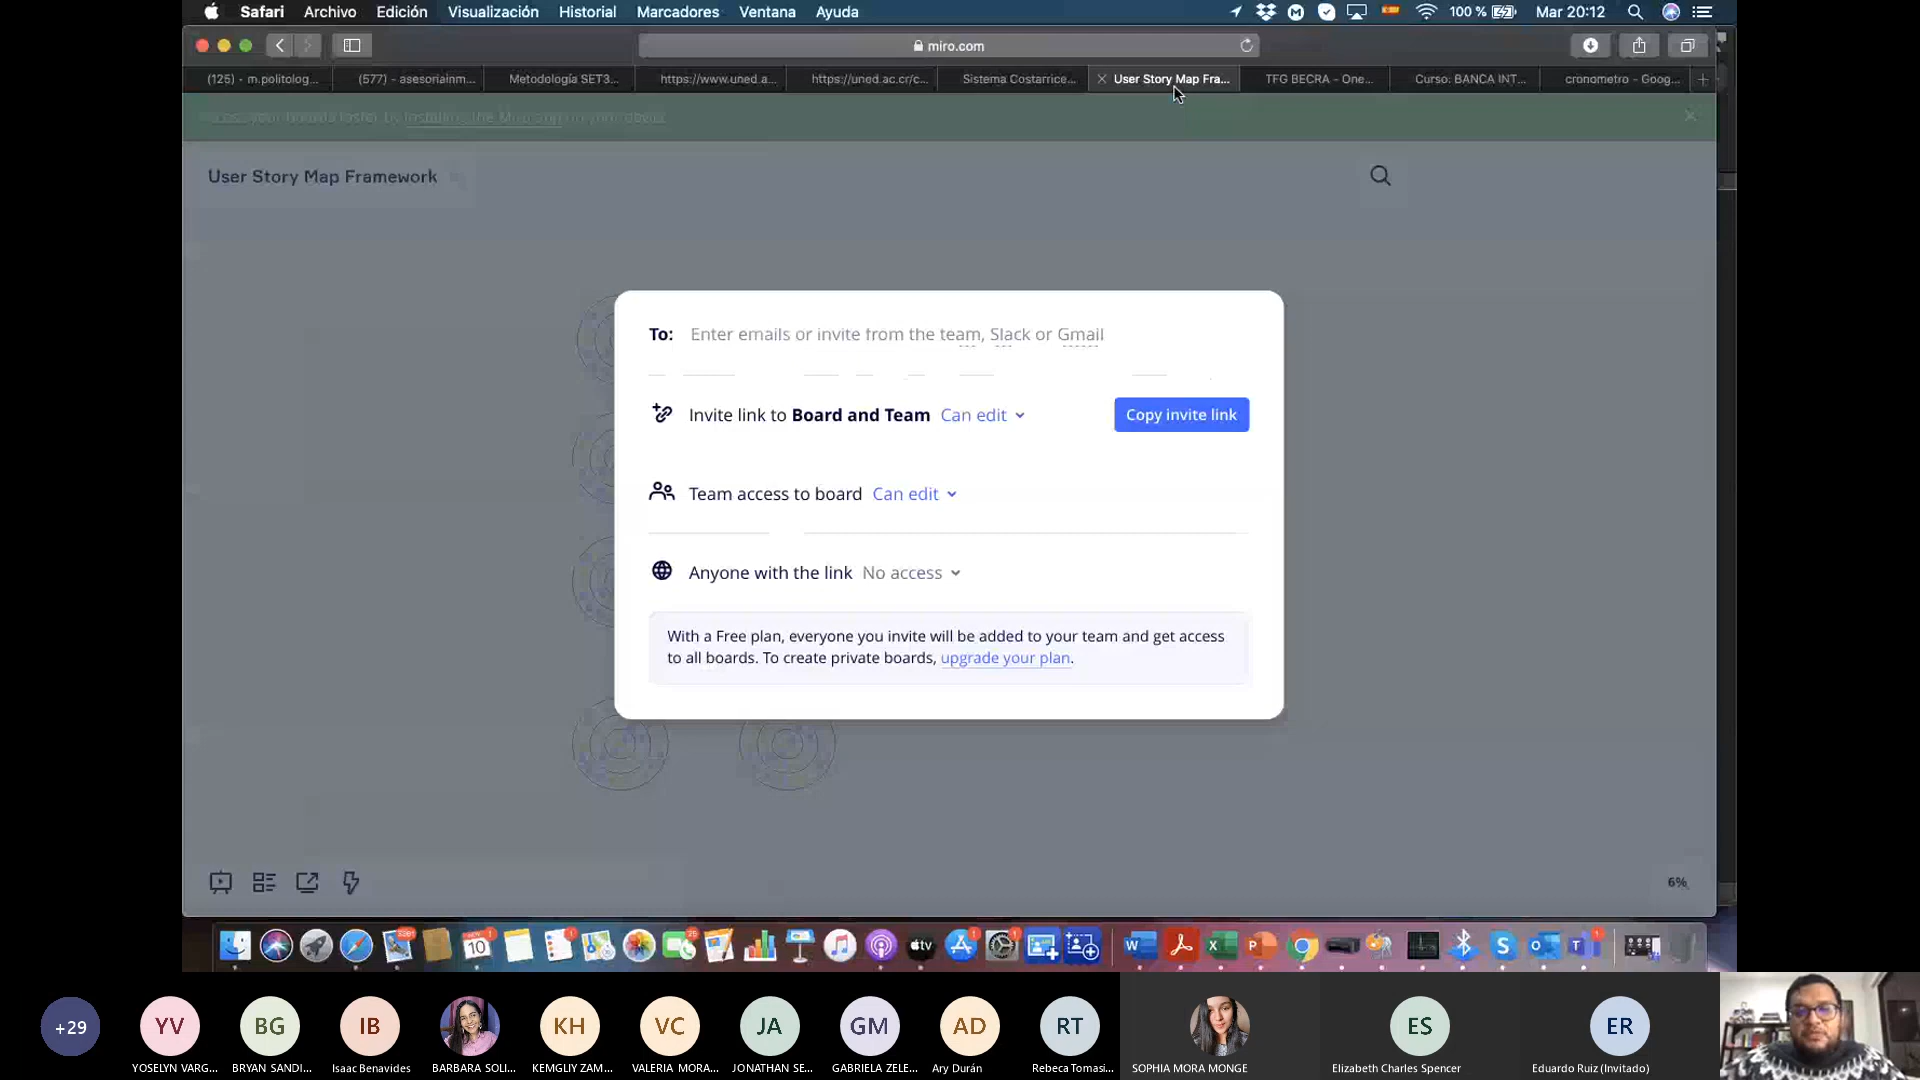 Safari Archivo Edición Visualización Historial Marcadores Ventana Ayuda 100 % Mar 20:12
miro.com
(125) - m.politolog... (577) - asesoriainm... Metodología SET3... https://www.uned.a... https://uned.ac.cr/c... Sistema Costarrice... User Story Map Fra... TFG BECRA - One... Curso: BANCA INT... cronometro - Goog...
User Story Map Framework
To: Enter emails or invite from the team, Slack or Gmail
Invite link to Board and Team Can edit Copy invite link
Team access to board Can edit
Anyone with the link No access
With a Free plan, everyone you invite will be added to your team and get access
to all boards. To create private boards, upgrade your plan.
6%
10 tv W X P S O T
+29 YV BG IB KH VC JA GM AD RT ES ER
YOSELYN VARG... BRYAN SANDI... Isaac Benavides BARBARA SOLI... KEMGLIY ZAM... VALERIA MORA... JONATHAN SE... GABRIELA ZELE... Ary Durán Rebeca Tomasi... SOPHIA MORA MONGE Elizabeth Charles Spencer Eduardo Ruiz (Invitado)